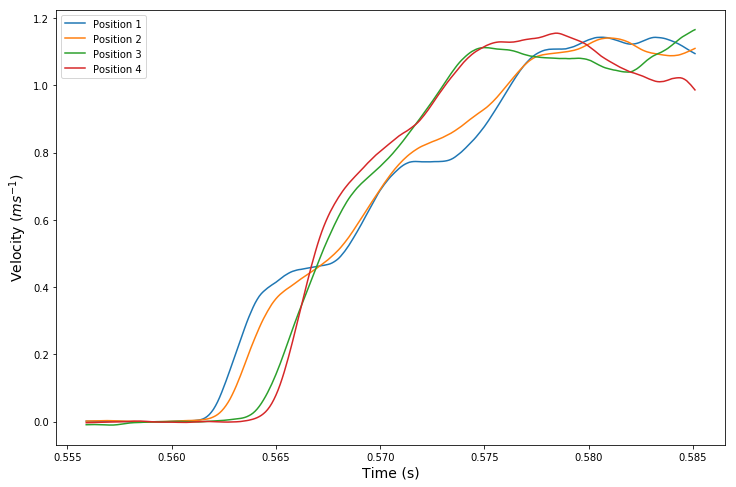 Position 1
Position 2
Position 3
Position 4
1.2
1.0
0.8
0.6
0.4
0.2
0.0
Velocity (ms⁻¹)
0.555 0.560 0.565 0.570 0.575 0.580 0.585
Time (s)